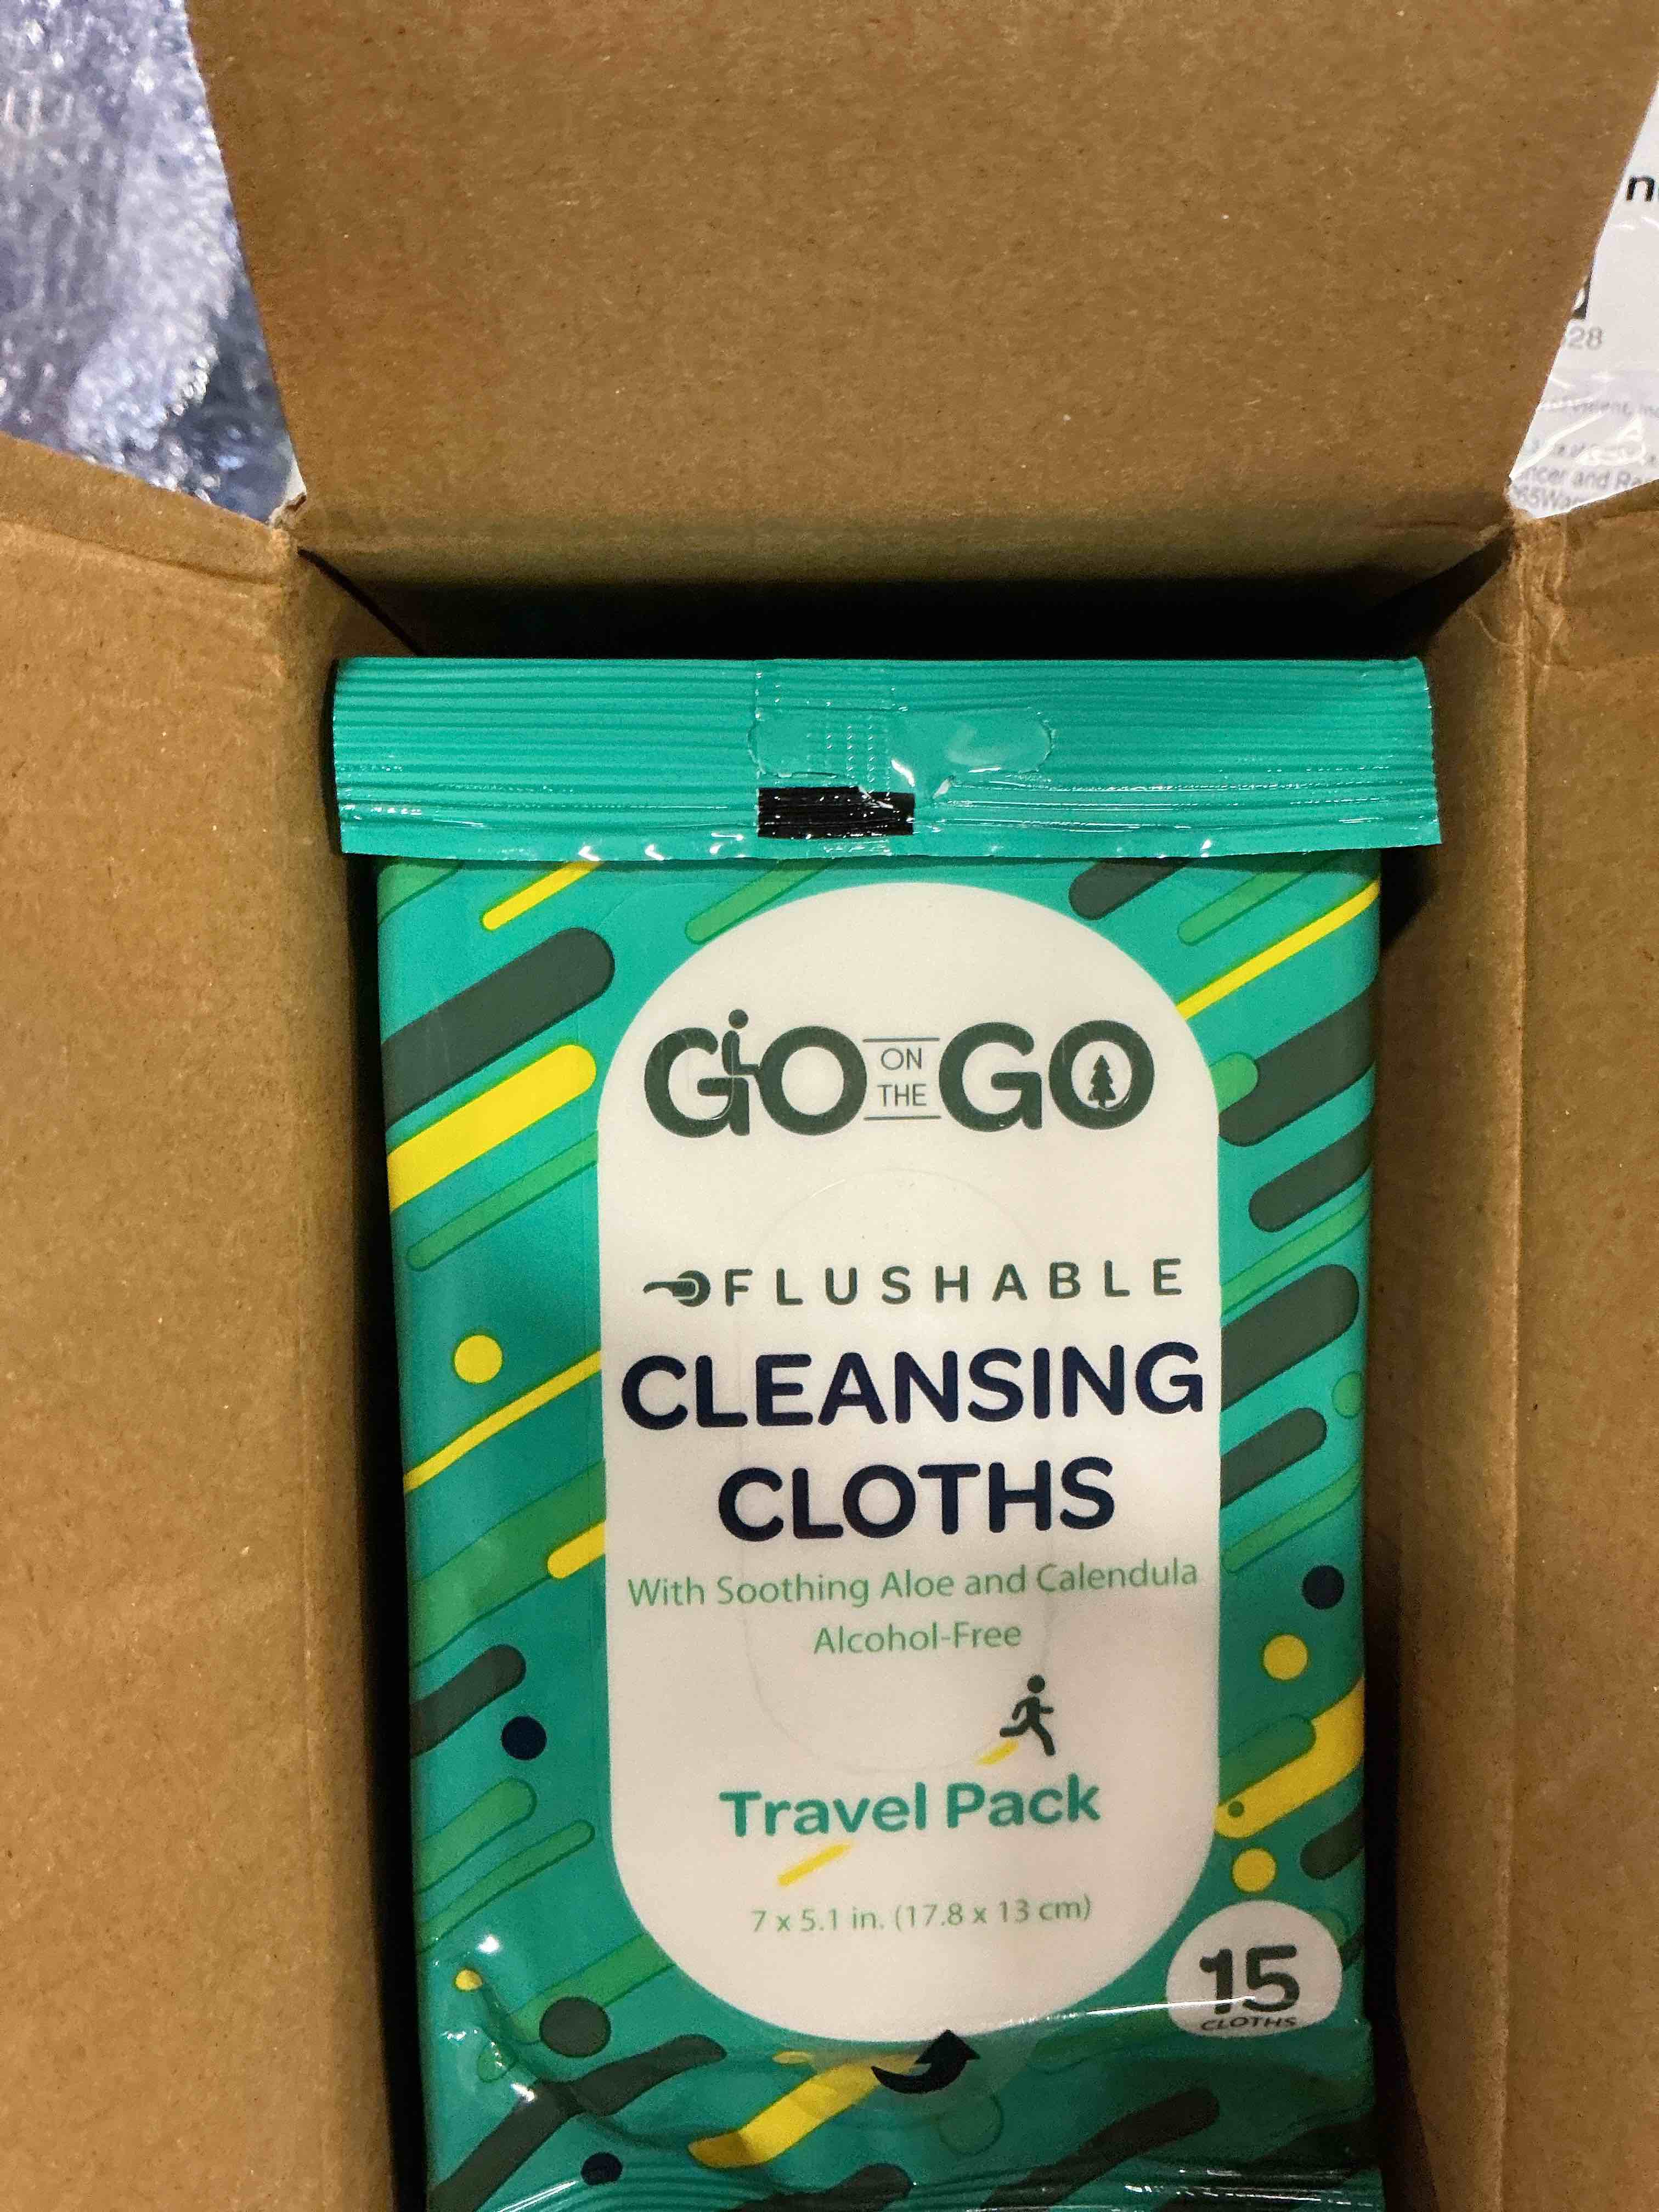 GO ON THE GO
FLUSHABLE
CLEANSING
CLOTHS
With Soothing Aloe and Calendula
Alcohol-Free
Travel Pack
7 x 5.1 in. (17.8 x 13 cm)
15
CLOTHS
28